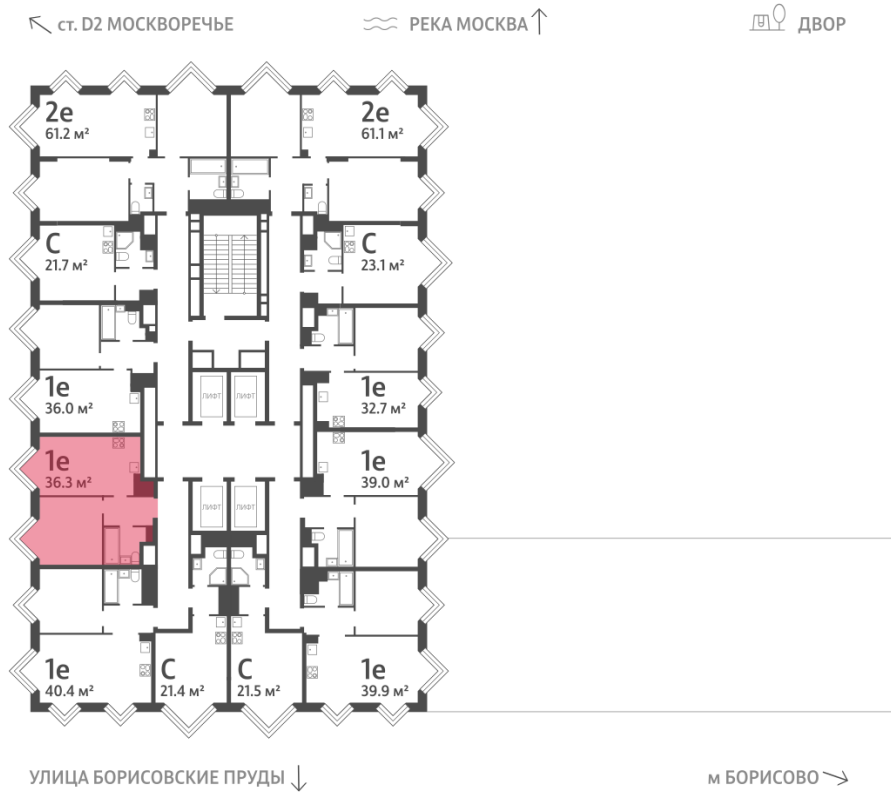 ст. D2 МОСКВОРЕЧЬЕ
РЕКА МОСКВА
ДВОР
2е
61.2 м²
2е
61.1 м²
С
21.7 м²
С
23.1 м²
1е
36.0 м²
ЛИФТ
ЛИФТ
1е
32.7 м²
1е
36.3 м²
1е
39.0 м²
ЛИФТ
ЛИФТ
1е
40.4 м²
С
21.4 м²
С
21.5 м²
1е
39.9 м²
УЛИЦА БОРИСОВСКИЕ ПРУДЫ
м БОРИСОВО